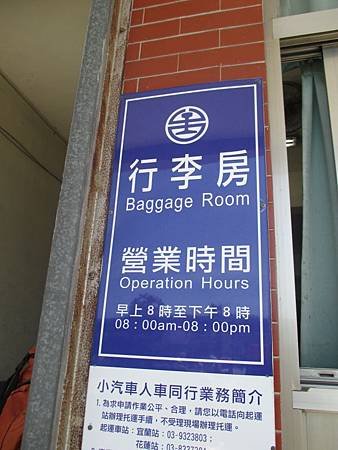 行李房
Baggage Room
營業時間
Operation Hours
早上8時至下午8時
08：00am-08：00pm
小汽車人車同行業務簡介
1.為求申請作業公平、合理，請您以電話向起運
站辦理托運手續，不受理現場辦理托運。
起運車站：宜蘭站：03-9323803；
花蓮站：